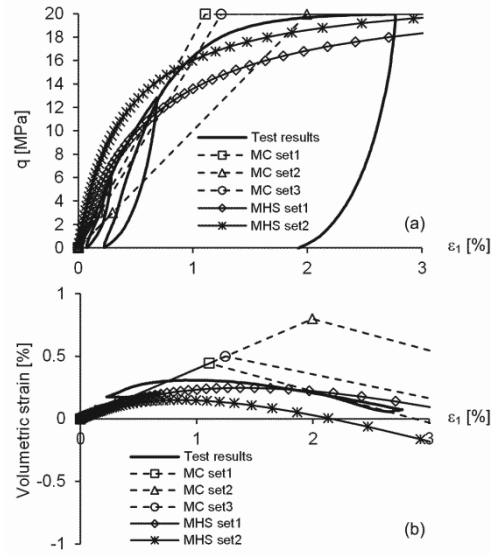 20
18
16
14
12
10
8
6
4
2
0
q [MPa]
Test results
MC set1
MC set2
MC set3
MHS set1
MHS set2
(a)
0 1 2 3
ε1 [%]
1
0.5
0
-0.5
-1
Volumetric strain [%]
0 1 2 3
ε1 [%]
Test results
MC set1
MC set2
MC set3
MHS set1
MHS set2
(b)